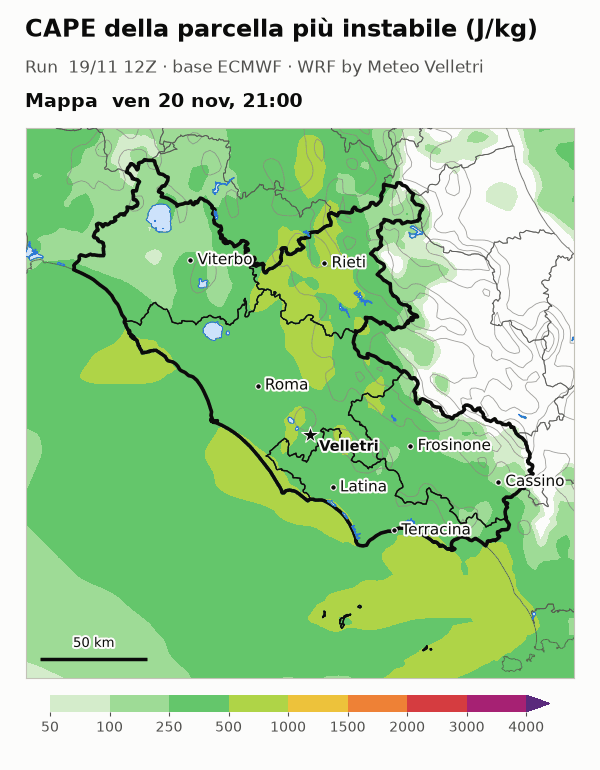 CAPE della parcella più instabile (J/kg)
Run  19/11 12Z · base ECMWF · WRF by Meteo Velletri
Mappa  ven 20 nov, 21:00
Viterbo
Rieti
Roma
Velletri
Frosinone
Cassino
Latina
Terracina
50 km
50 100 250 500 1000 1500 2000 3000 4000